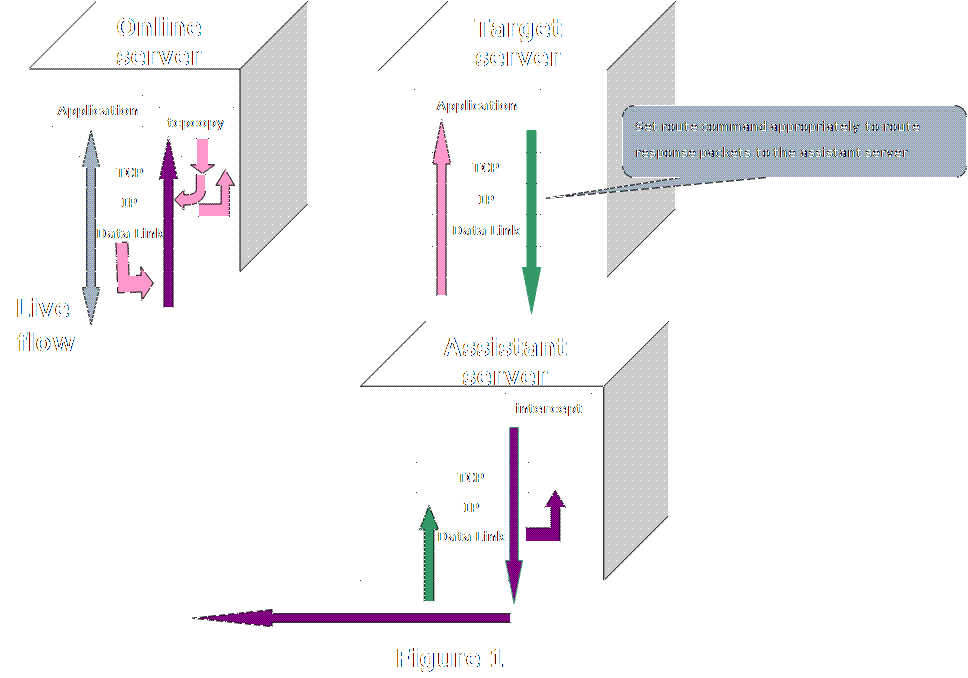 Online
server
Application
tcpcopy
TCP
IP
Data Link
Live
flow
Target
server
Application
TCP
IP
Data Link
Set route command appropriately to route
response packets to the assistant server
Assistant
server
intercept
TCP
IP
Data Link
Figure 1